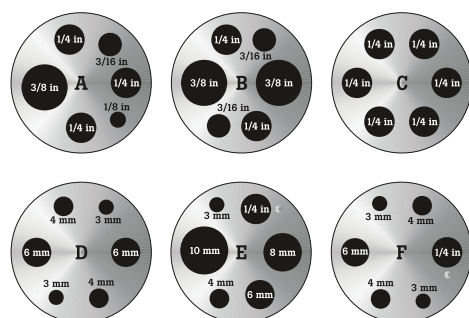 1/4 in
3/16 in
3/8 in
A
1/4 in
1/8 in
1/4 in
1/4 in
3/16 in
3/8 in
B
3/8 in
3/16 in
1/4 in
1/4 in
1/4 in
1/4 in
C
1/4 in
1/4 in
1/4 in
4 mm
3 mm
6 mm
D
6 mm
3 mm
4 mm
3 mm
1/4 in
10 mm
E
8 mm
4 mm
6 mm
3 mm
4 mm
6 mm
F
1/4 in
4 mm
3 mm